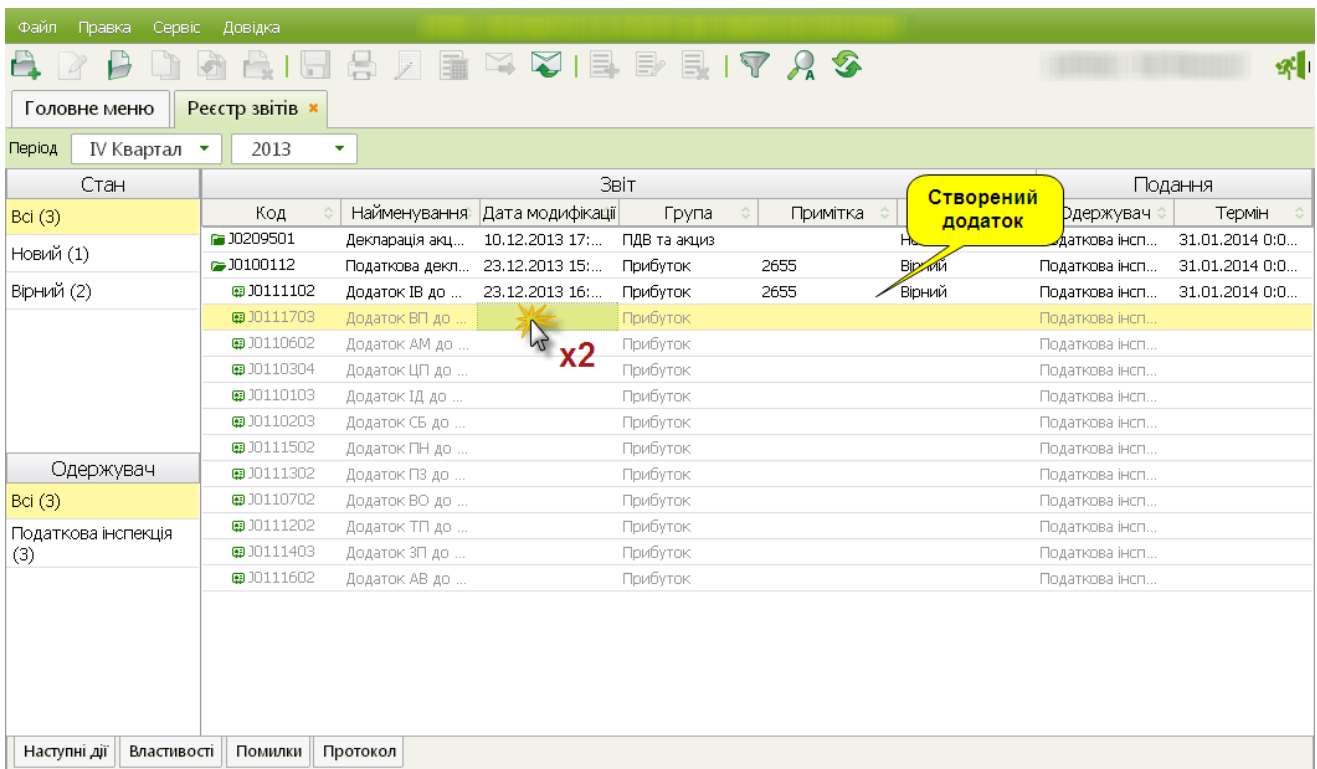 Файл Правка Сервіс Довідка
Головне меню Реєстр звітів
Період IV Квартал 2013
Стан Звіт Подання
Всі (3) Код Найменування Дата модифікації Група Примітка Одержувач Термін
Створений
додаток
J0209501 Декларація акц... 10.12.2013 17:... ПДВ та акциз Податкова інсп... 31.01.2014 0:0...
Новий (1)
J0100112 Податкова декл... 23.12.2013 15:... Прибуток 2655 Вірний Податкова інсп... 31.01.2014 0:0...
Вірний (2) J0111102 Додаток ІВ до ... 23.12.2013 16:... Прибуток 2655 Вірний Податкова інсп... 31.01.2014 0:0...
J0111703 Додаток ВП до ... Прибуток Податкова інсп...
x2
J0110602 Додаток АМ до ... Прибуток Податкова інсп...
J0110304 Додаток ЦП до ... Прибуток Податкова інсп...
J0110103 Додаток ІД до ... Прибуток Податкова інсп...
J0110203 Додаток СБ до ... Прибуток Податкова інсп...
J0111502 Додаток ПН до ... Прибуток Податкова інсп...
Одержувач J0111302 Додаток ПЗ до ... Прибуток Податкова інсп...
Всі (3) J0110702 Додаток ВО до ... Прибуток Податкова інсп...
Податкова інспекція
(3)
J0111202 Додаток ТП до ... Прибуток Податкова інсп...
J0111403 Додаток ЗП до ... Прибуток Податкова інсп...
J0111602 Додаток АВ до ... Прибуток Податкова інсп...
Наступні дії Властивості Помилки Протокол